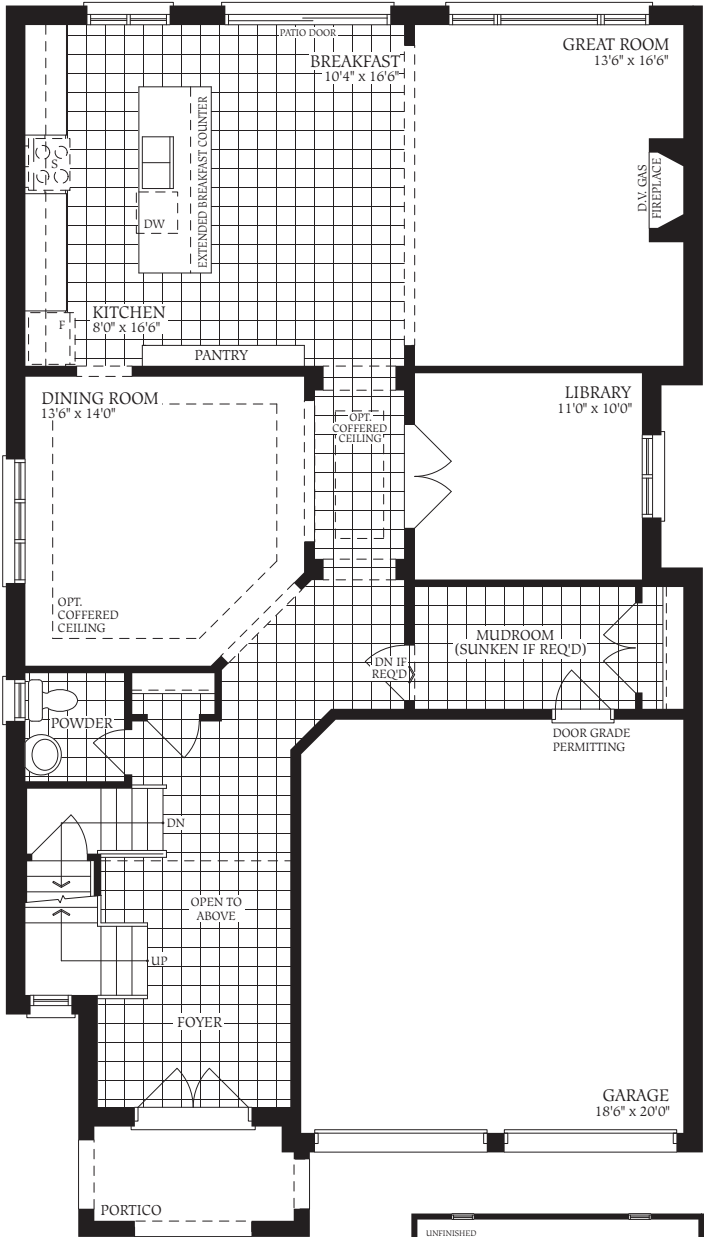 PATIO DOOR
BREAKFAST
10'4" x 16'6"
GREAT ROOM
13'6" x 16'6"
S
DW
EXTENDED BREAKFAST COUNTER
D.V. GAS
FIREPLACE
F
KITCHEN
8'0" x 16'6"
PANTRY
DINING ROOM
13'6" x 14'0"
OPT.
COFFERED
CEILING
LIBRARY
11'0" x 10'0"
OPT.
COFFERED
CEILING
MUDROOM
(SUNKEN IF REQ'D)
DN IF
REQ'D
POWDER
DOOR GRADE
PERMITTING
DN
OPEN TO
ABOVE
UP
FOYER
GARAGE
18'6" x 20'0"
PORTICO
UNFINISHED